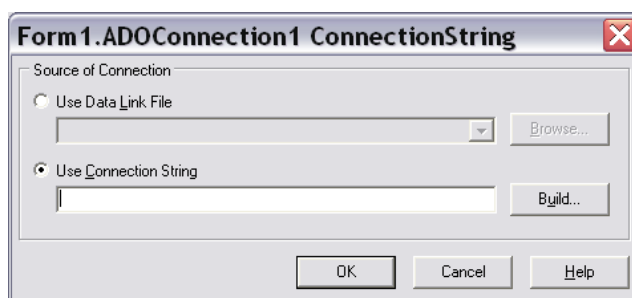 Form1.ADOConnection1 ConnectionString
Source of Connection
Use Data Link File
Browse...
Use Connection String
Build...
OK Cancel Help